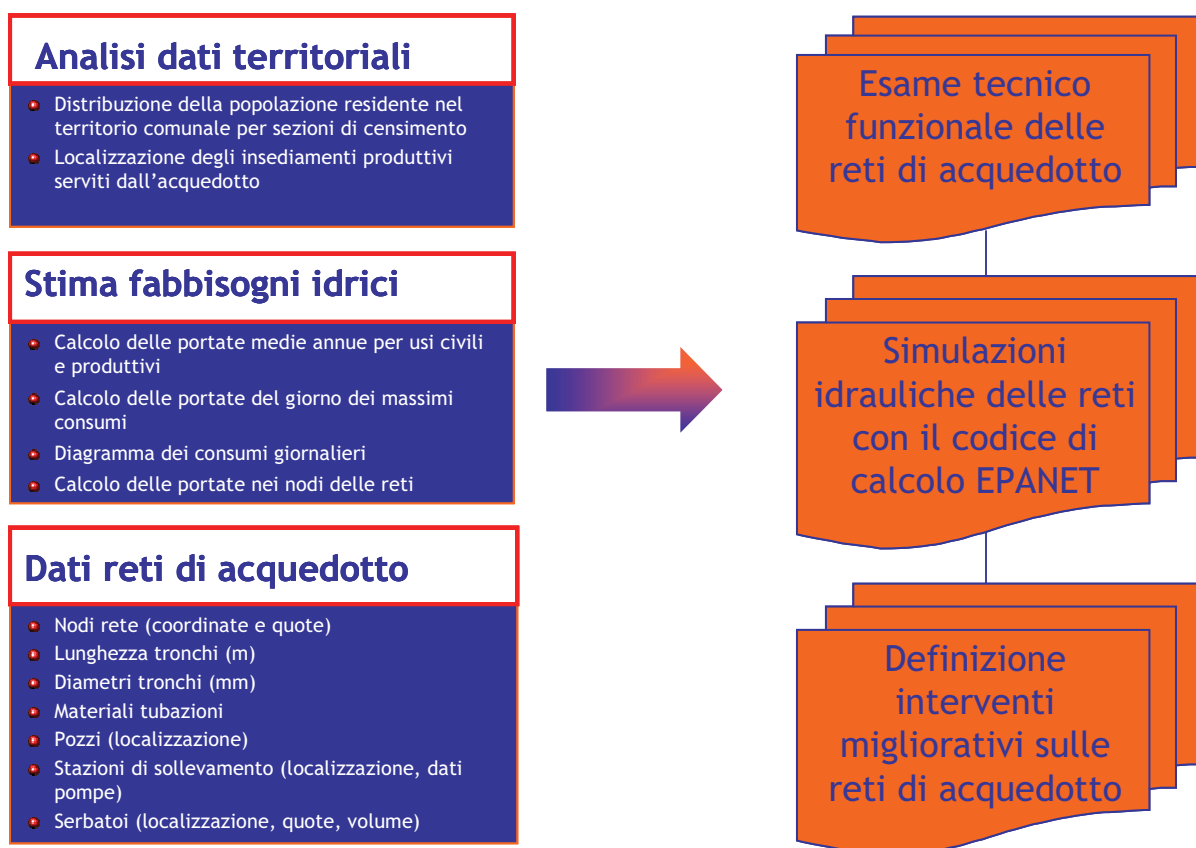 Analisi dati territoriali
Distribuzione della popolazione residente nel
territorio comunale per sezioni di censimento
Localizzazione degli insediamenti produttivi
serviti dall’acquedotto
Stima fabbisogni idrici
Calcolo delle portate medie annue per usi civili
e produttivi
Calcolo delle portate del giorno dei massimi
consumi
Diagramma dei consumi giornalieri
Calcolo delle portate nei nodi delle reti
Dati reti di acquedotto
Nodi rete (coordinate e quote)
Lunghezza tronchi (m)
Diametri tronchi (mm)
Materiali tubazioni
Pozzi (localizzazione)
Stazioni di sollevamento (localizzazione, dati
pompe)
Serbatoi (localizzazione, quote, volume)
Esame tecnico
funzionale delle
reti di acquedotto
Simulazioni
idrauliche delle reti
con il codice di
calcolo EPANET
Definizione
interventi
migliorativi sulle
reti di acquedotto